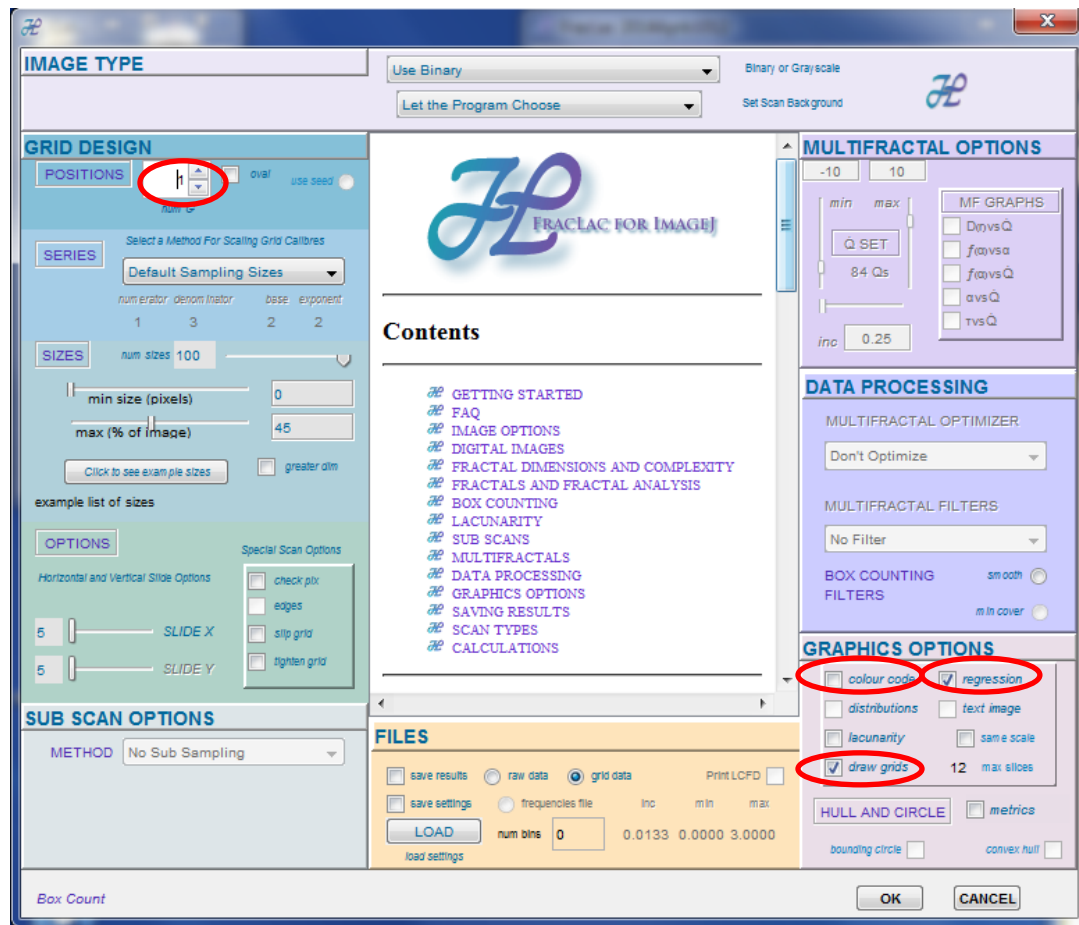 IMAGE TYPE
Use Binary
Binary or Grayscale
Let the Program Choose
Set Scan Background
GRID DESIGN
POSITIONS
1
oval
use seed
num G
SERIES
Select a Method For Scaling Grid Calibres
Default Sampling Sizes
numerator denominator base exponent
1 3 2 2
SIZES
num sizes 100
min size (pixels) 0
max (% of image) 45
Click to see example sizes
greater dim
example list of sizes
OPTIONS
Special Scan Options
Horizontal and Vertical Slide Options
check pix
edges
slip grid
tighten grid
5 SLIDE X
5 SLIDE Y
SUB SCAN OPTIONS
METHOD No Sub Sampling
FRACLAC FOR IMAGEJ
Contents
GETTING STARTED
FAQ
IMAGE OPTIONS
DIGITAL IMAGES
FRACTAL DIMENSIONS AND COMPLEXITY
FRACTALS AND FRACTAL ANALYSIS
BOX COUNTING
LACUNARITY
SUB SCANS
MULTIFRACTALS
DATA PROCESSING
GRAPHICS OPTIONS
SAVING RESULTS
SCAN TYPES
CALCULATIONS
FILES
save results raw data grid data Print LCFD
save settings frequencies file inc min max
LOAD num bins 0 0.0133 0.0000 3.0000
load settings
MULTIFRACTAL OPTIONS
-10 10
min max
Q SET
84 Qs
inc 0.25
MF GRAPHS
f(α)vsα
f(α)vsQ
αvsQ
τvsQ
DATA PROCESSING
MULTIFRACTAL OPTIMIZER
Don't Optimize
MULTIFRACTAL FILTERS
No Filter
BOX COUNTING FILTERS
smooth
min cover
GRAPHICS OPTIONS
colour code regression
distributions text image
lacunarity same scale
draw grids 12 max slices
HULL AND CIRCLE metrics
bounding circle convex hull
Box Count
OK CANCEL